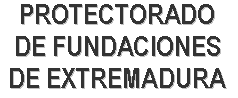 PROTECTORADO
DE FUNDACIONES
DE EXTREMADURA